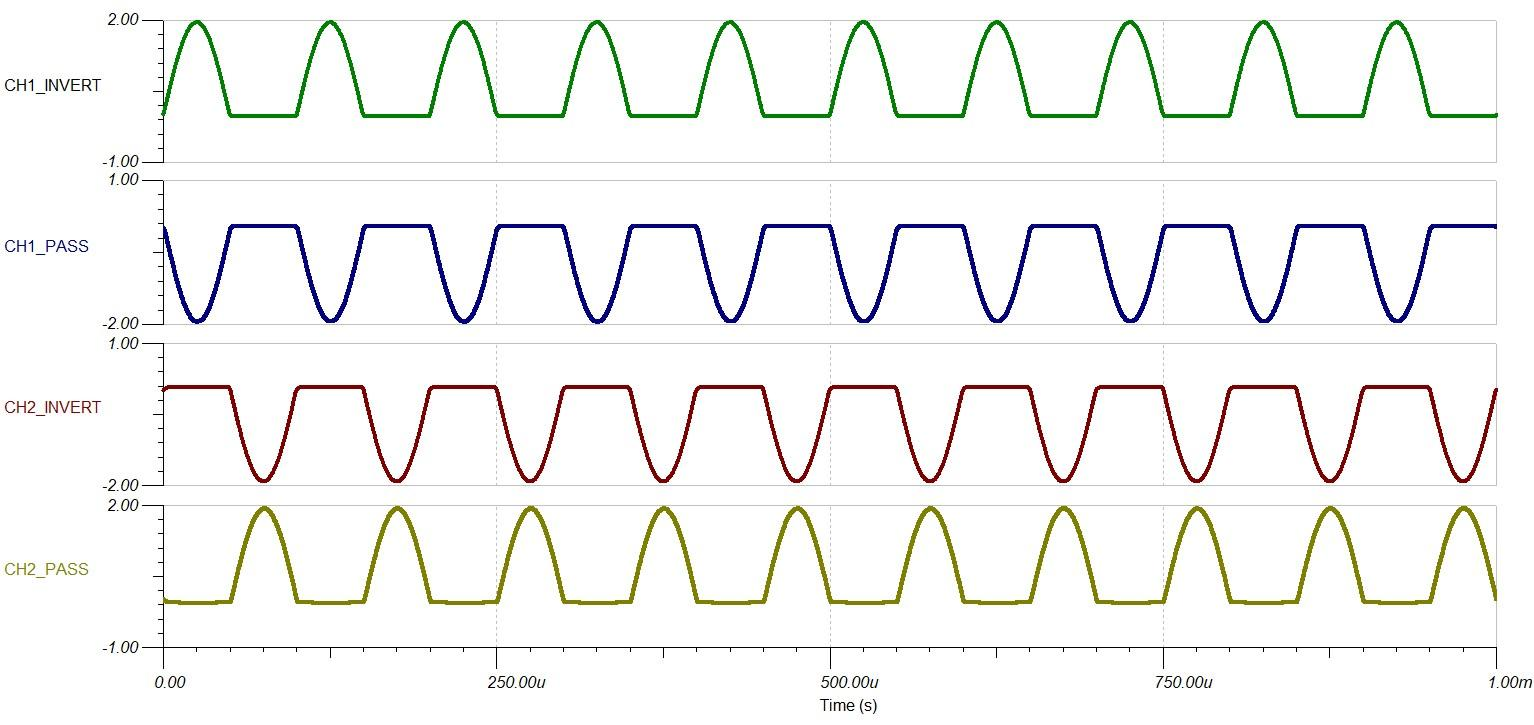 2.00
CH1_INVERT
-1.00
1.00
CH1_PASS
-2.00
1.00
CH2_INVERT
-2.00
2.00
CH2_PASS
-1.00
0.00 250.00u 500.00u 750.00u 1.00m
Time (s)